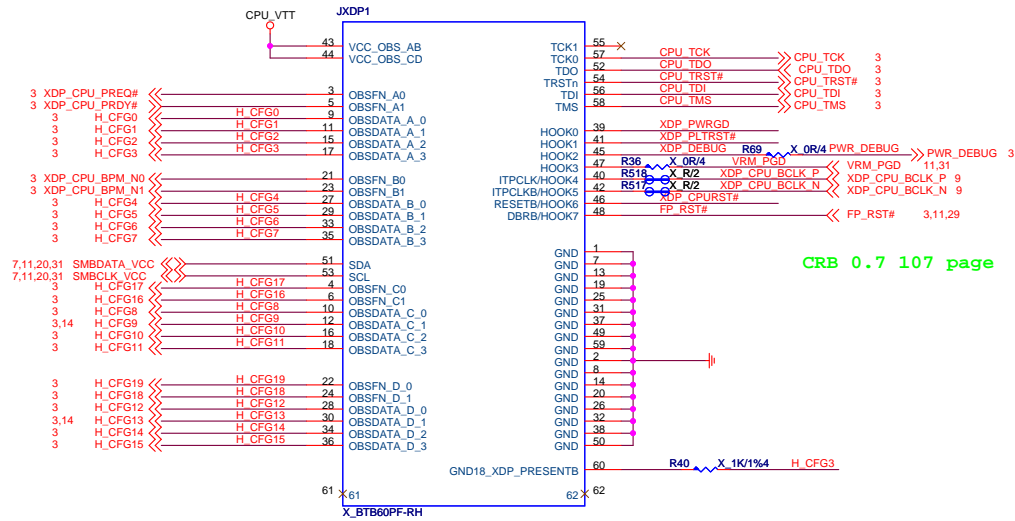 CPU_VTT
JXDP1
43 VCC_OBS_AB
44 VCC_OBS_CD
3 XDP_CPU_PREQ# 3 OBSFN_A0
3 XDP_CPU_PRDY# 5 OBSFN_A1
3 H_CFG0 H_CFG0 9 OBSDATA_A_0
3 H_CFG1 H_CFG1 11 OBSDATA_A_1
3 H_CFG2 H_CFG2 15 OBSDATA_A_2
3 H_CFG3 H_CFG3 17 OBSDATA_A_3
3 XDP_CPU_BPM_N0 21 OBSFN_B0
3 XDP_CPU_BPM_N1 23 OBSFN_B1
3 H_CFG4 H_CFG4 27 OBSDATA_B_0
3 H_CFG5 H_CFG5 29 OBSDATA_B_1
3 H_CFG6 H_CFG6 33 OBSDATA_B_2
3 H_CFG7 H_CFG7 35 OBSDATA_B_3
7,11,20,31 SMBDATA_VCC 51 SDA
7,11,20,31 SMBCLK_VCC 53 SCL
3 H_CFG17 H_CFG17 4 OBSFN_C0
3 H_CFG16 H_CFG16 6 OBSFN_C1
3 H_CFG8 H_CFG8 10 OBSDATA_C_0
3,14 H_CFG9 H_CFG9 12 OBSDATA_C_1
3 H_CFG10 H_CFG10 16 OBSDATA_C_2
3 H_CFG11 H_CFG11 18 OBSDATA_C_3
3 H_CFG19 H_CFG19 22 OBSFN_D_0
3 H_CFG18 H_CFG18 24 OBSFN_D_1
3 H_CFG12 H_CFG12 28 OBSDATA_D_0
3,14 H_CFG13 H_CFG13 30 OBSDATA_D_1
3 H_CFG14 H_CFG14 34 OBSDATA_D_2
3 H_CFG15 H_CFG15 36 OBSDATA_D_3
61 61
X_BTB60PF-RH
TCK1 55
TCK0 57 CPU_TCK CPU_TCK 3
TDO 52 CPU_TDO CPU_TDO 3
TRSTn 54 CPU_TRST# CPU_TRST# 3
TDI 56 CPU_TDI CPU_TDI 3
TMS 58 CPU_TMS CPU_TMS 3
HOOK0 39 XDP_PWRGD
HOOK1 41 XDP_PLTRST#
HOOK2 45 XDP_DEBUG R69 X_0R/4 PWR_DEBUG PWR_DEBUG 3
HOOK3 47 R36 X_0R/4 VRM_PGD VRM_PGD 11,31
ITPCLK/HOOK4 40 R518 X_R/2 XDP_CPU_BCLK_P XDP_CPU_BCLK_P 9
ITPCLKB/HOOK5 42 R517 X_R/2 XDP_CPU_BCLK_N XDP_CPU_BCLK_N 9
RESETB/HOOK6 46 XDP_CPURST#
DBRB/HOOK7 48 FP_RST# FP_RST# 3,11,29
GND 1
GND 7
GND 13
GND 19
GND 25
GND 31
GND 37
GND 49
GND 59
GND 2
GND 8
GND 14
GND 20
GND 26
GND 32
GND 38
GND 50
GND18_XDP_PRESENTB 60 R40 X_1K/1%4 H_CFG3
62 62
CRB 0.7 107 page